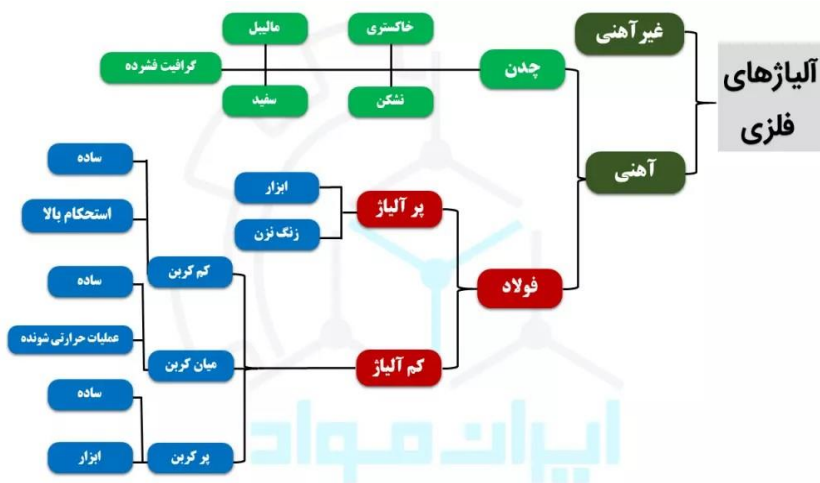 آلیاژهای
فلزی
غیرآهنی
آهنی
چدن
خاکستری
مالیبل
گرافیت فشرده
نشکن
سفید
فولاد
پر آلیاژ
ابزار
زنگ نزن
کم آلیاژ
کم کربن
ساده
استحکام بالا
میان کربن
ساده
عملیات حرارتی شونده
پر کربن
ساده
ابزار
ایران مواد